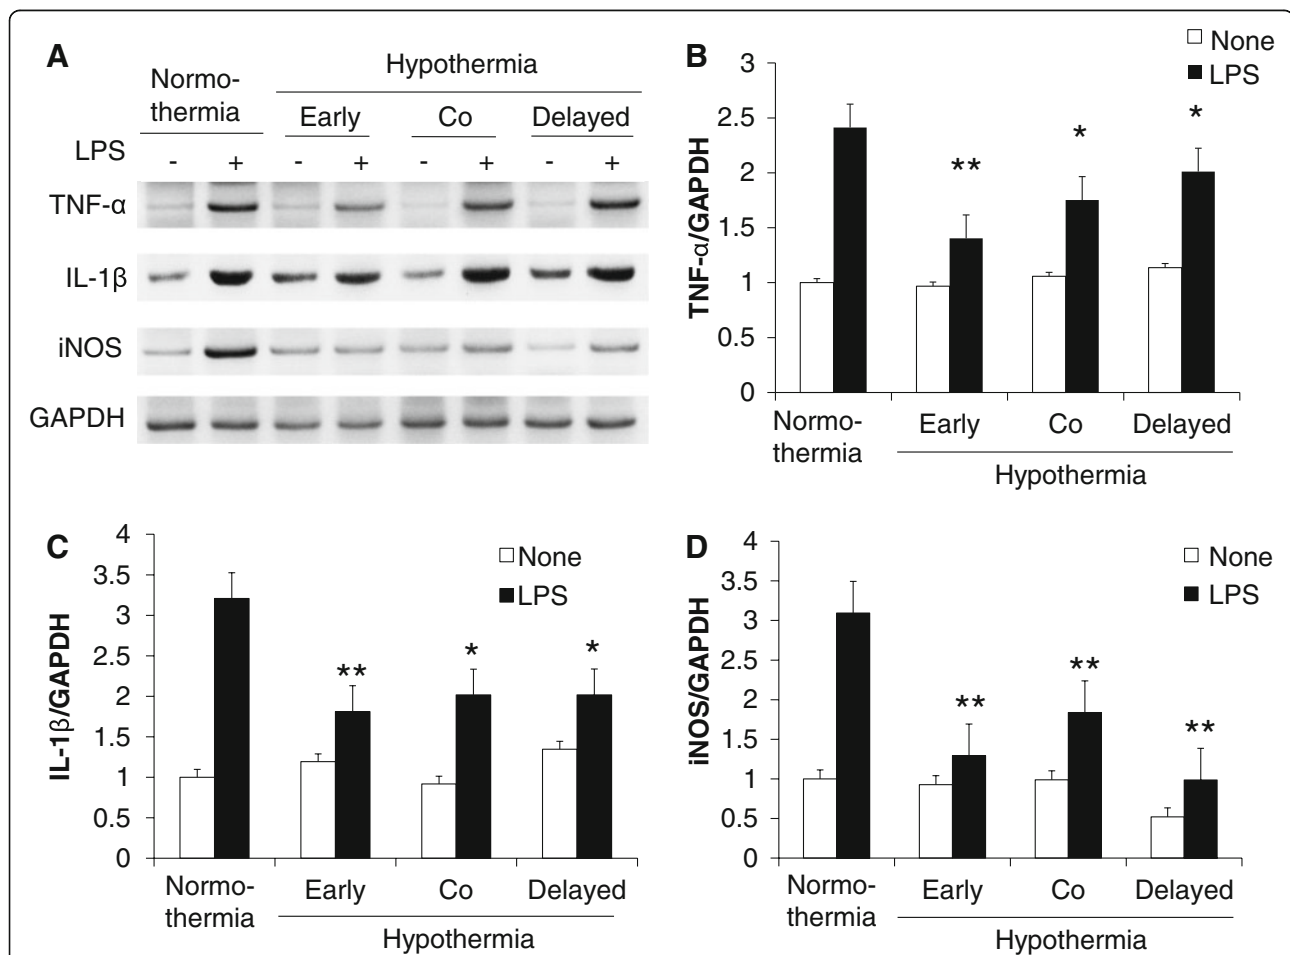 A
Normo-
thermia
Hypothermia
Early Co Delayed
LPS - + - + - + - +
TNF-α
IL-1β
iNOS
GAPDH
B
None
LPS
TNF-α/GAPDH
3
2.5
2
1.5
1
0.5
0
** * *
Normo-
thermia
Early Co Delayed
Hypothermia
C
None
LPS
IL-1β/GAPDH
4
3.5
3
2.5
2
1.5
1
0.5
0
** * *
Normo-
thermia
Early Co Delayed
Hypothermia
D
None
LPS
iNOS/GAPDH
4
3.5
3
2.5
2
1.5
1
0.5
0
** ** **
Normo-
thermia
Early Co Delayed
Hypothermia